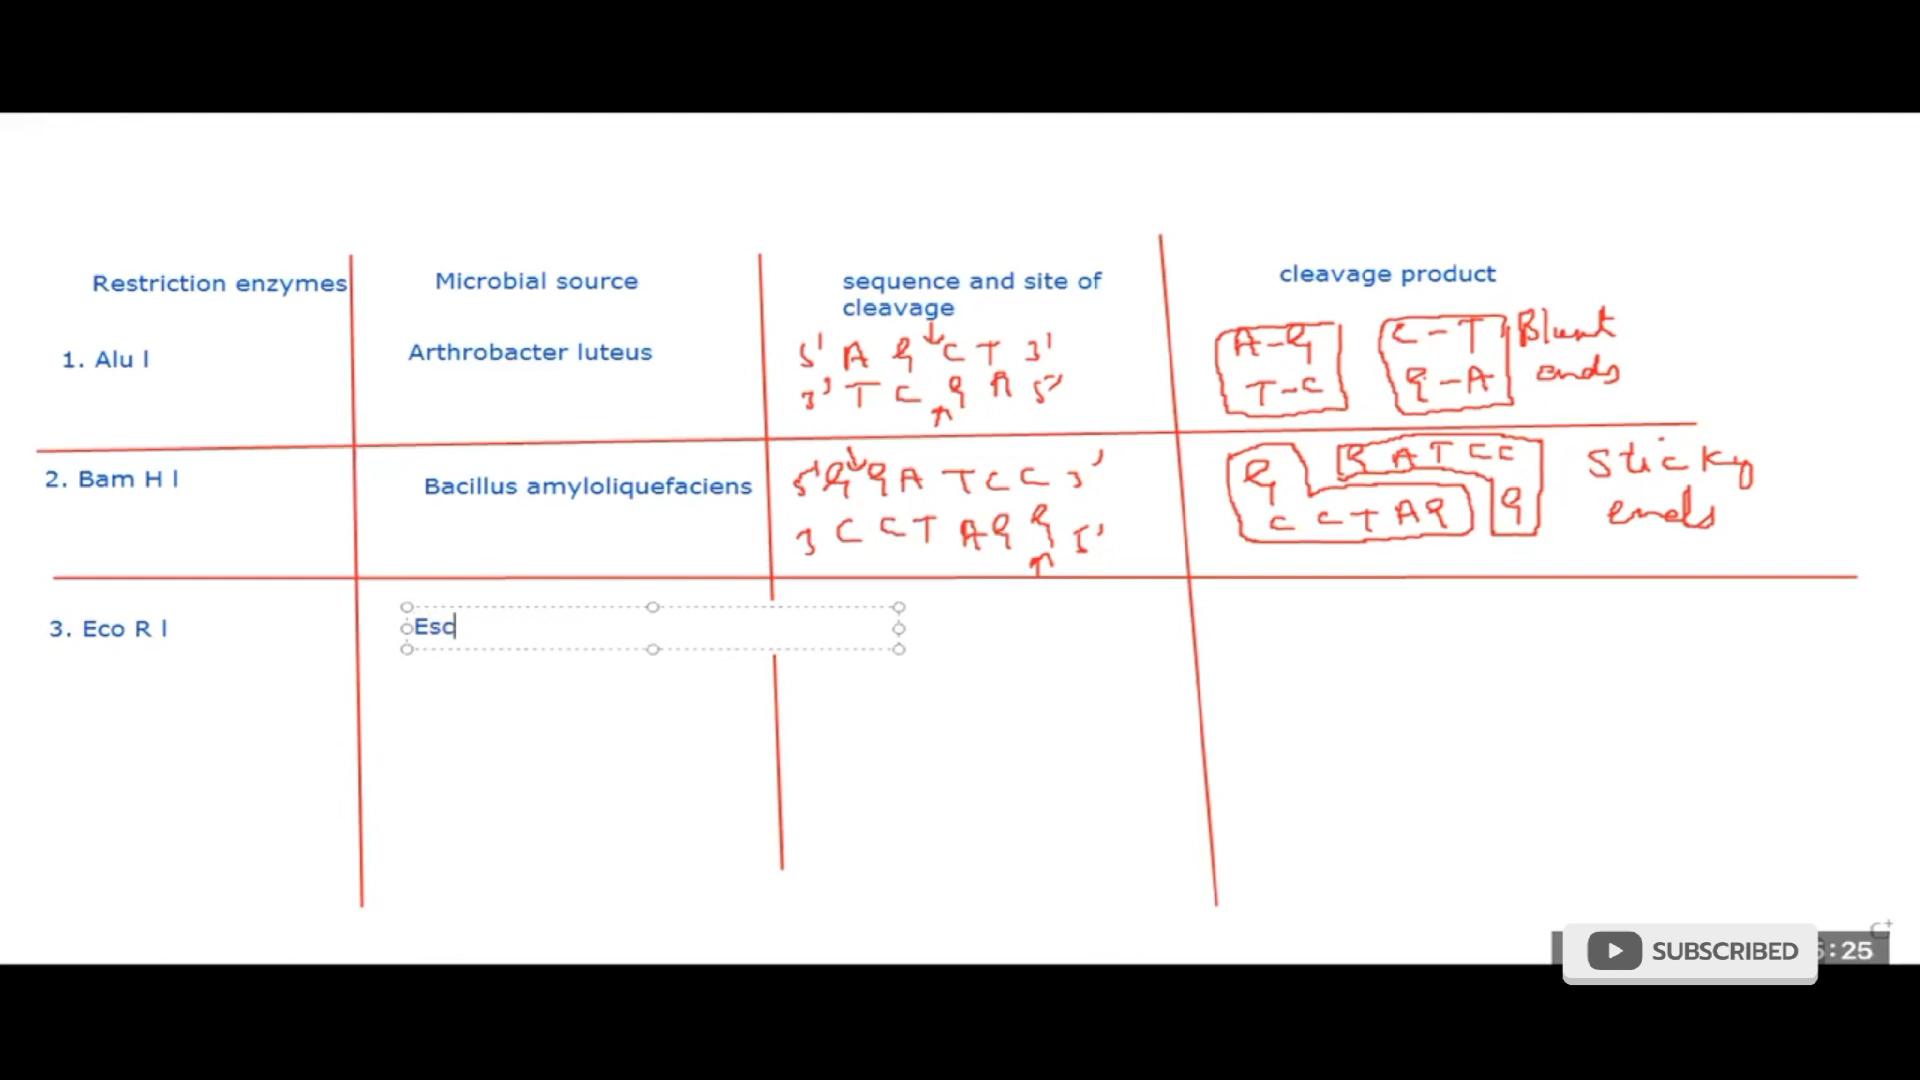 Restriction enzymes
Microbial source
sequence and site of
cleavage
cleavage product
1. Alu l
Arthrobacter luteus
5' A G C T 3'
3' T C G A 5'
A-G
T-C
C-T
G-A
Blunt
ends
2. Bam H l
Bacillus amyloliquefaciens
5' G G A T C C 3'
3 C C T A G G 5'
G
C C T A G
G A T C C
G
Sticky
ends
3. Eco R l
Esc
SUBSCRIBED
:25